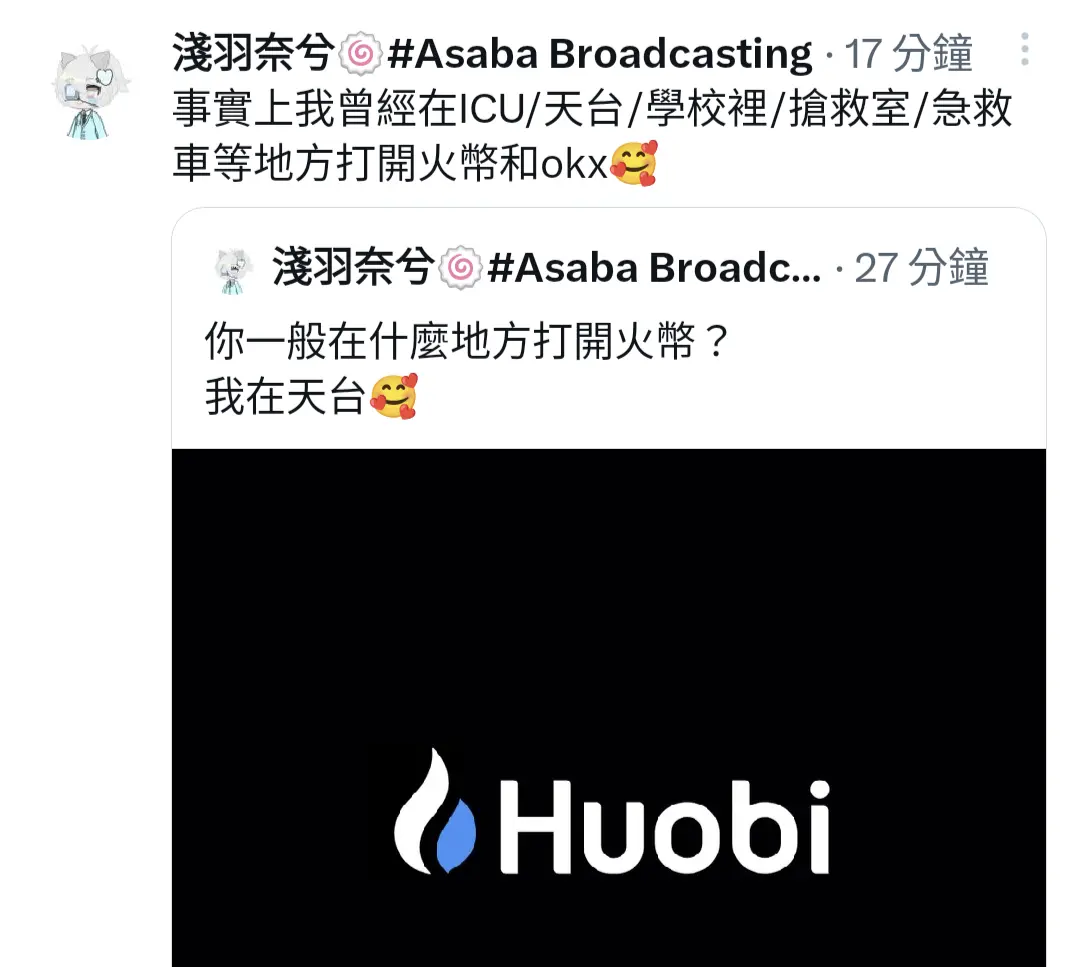 淺羽奈兮🍥#Asaba Broadcasting · 17 分鐘
事實上我曾經在ICU/天台/學校裡/搶救室/急救
車等地方打開火幣和okx🥰
淺羽奈兮🍥#Asaba Broadc... · 27 分鐘
你一般在什麼地方打開火幣？
我在天台🥰
Huobi